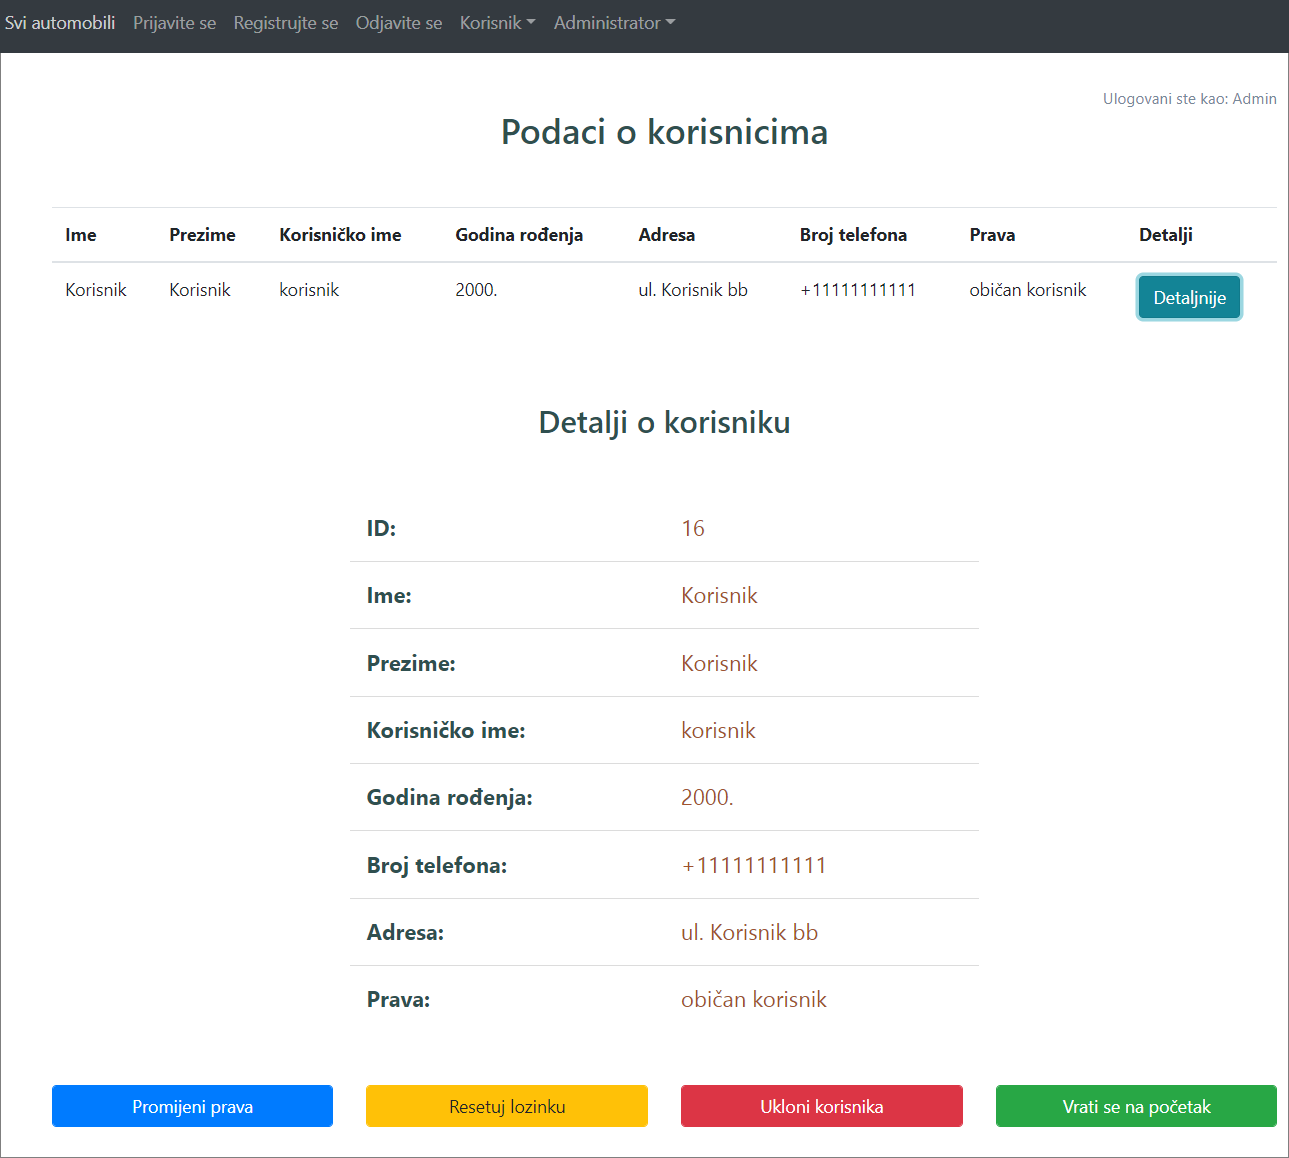 Svi automobili Prijavite se Registrujte se Odjavite se Korisnik Administrator
Ulogovani ste kao: Admin
Podaci o korisnicima
Ime Prezime Korisničko ime Godina rođenja Adresa Broj telefona Prava Detalji
Korisnik Korisnik korisnik 2000. ul. Korisnik bb +11111111111 običan korisnik Detaljnije
Detalji o korisniku
ID: 16
Ime: Korisnik
Prezime: Korisnik
Korisničko ime: korisnik
Godina rođenja: 2000.
Broj telefona: +11111111111
Adresa: ul. Korisnik bb
Prava: običan korisnik
Promijeni prava Resetuj lozinku Ukloni korisnika Vrati se na početak